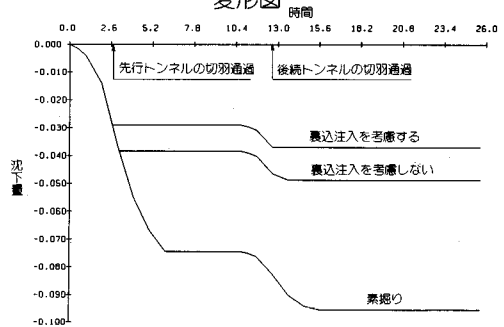 変形図
時間
0.0 2.6 5.2 7.8 10.4 13.0 15.6 18.2 20.8 23.4 26.0
0.000
先行トンネルの切羽通過 後続トンネルの切羽通過
-0.010
-0.020
-0.030
裏込注入を考慮する
-0.040
裏込注入を考慮しない
-0.050
沈下量
-0.060
-0.070
-0.080
-0.090
素掘り
-0.100